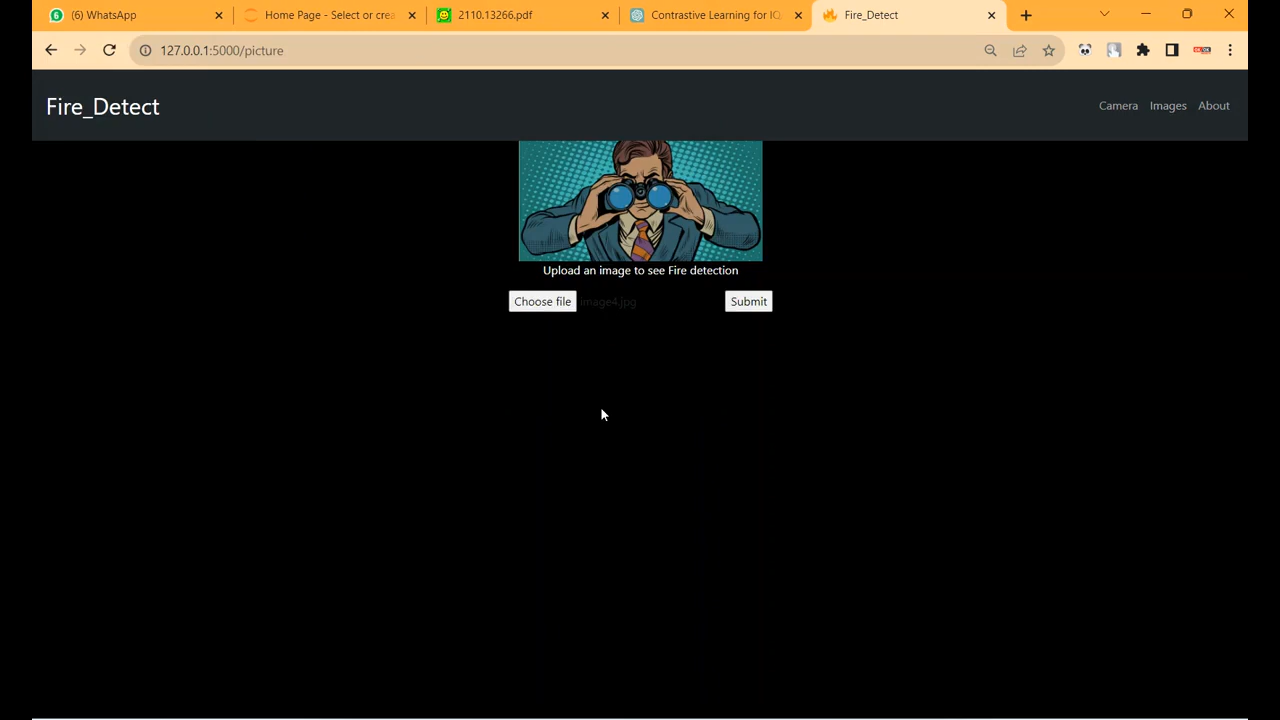 6 (6) WhatsApp
Home Page - Select or crea
2110.13266.pdf
Contrastive Learning for IQ
Fire_Detect
127.0.0.1:5000/picture
Fire_Detect
Camera Images About
Upload an image to see Fire detection
Choose file image4.jpg Submit